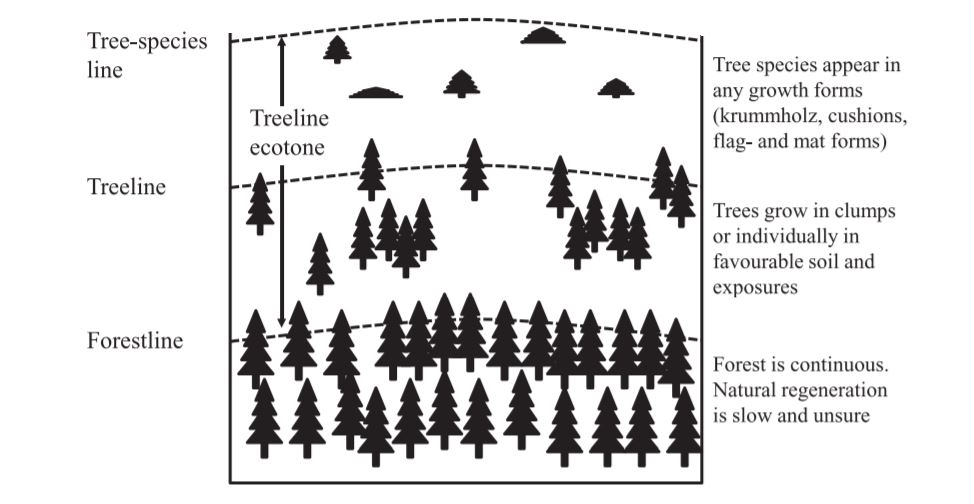 Tree-species
line
Tree species appear in
any growth forms
(krummholz, cushions,
flag- and mat forms)
Treeline
ecotone
Treeline
Trees grow in clumps
or individually in
favourable soil and
exposures
Forestline
Forest is continuous.
Natural regeneration
is slow and unsure